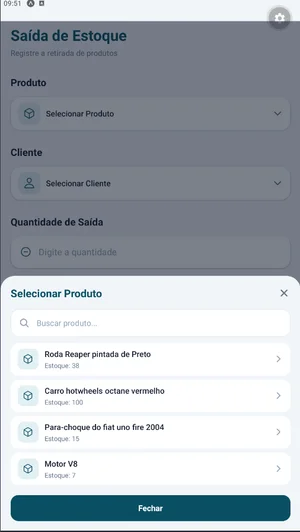 09:51
Saída de Estoque
Registre a retirada de produtos
Produto
Selecionar Produto
Cliente
Selecionar Cliente
Quantidade de Saída
Digite a quantidade
Selecionar Produto
Buscar produto...
Roda Reaper pintada de Preto
Estoque: 38
Carro hotwheels octane vermelho
Estoque: 100
Para-choque do fiat uno fire 2004
Estoque: 15
Motor V8
Estoque: 7
Fechar